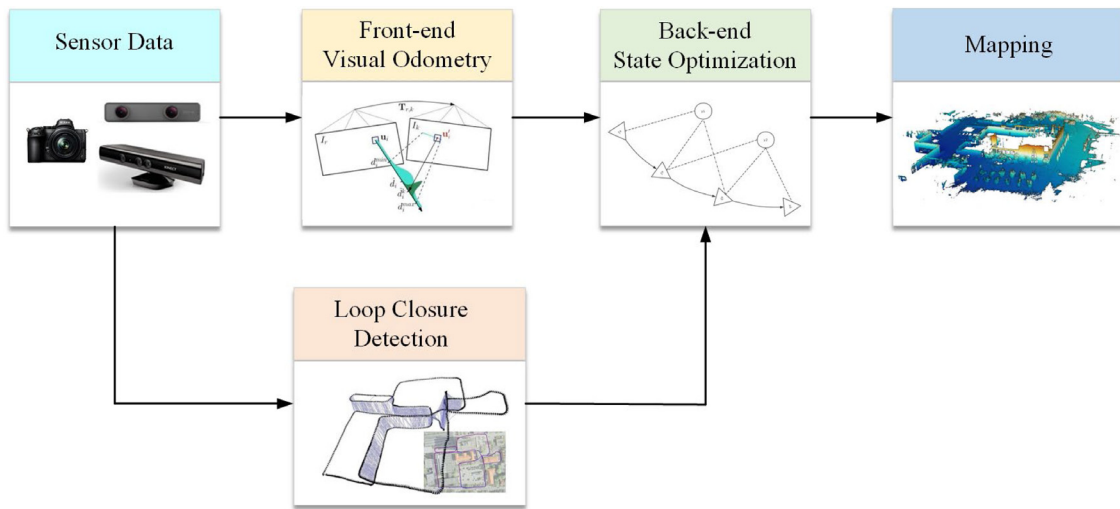 Sensor Data
Front-end
Visual Odometry
Back-end
State Optimization
Mapping
Loop Closure
Detection